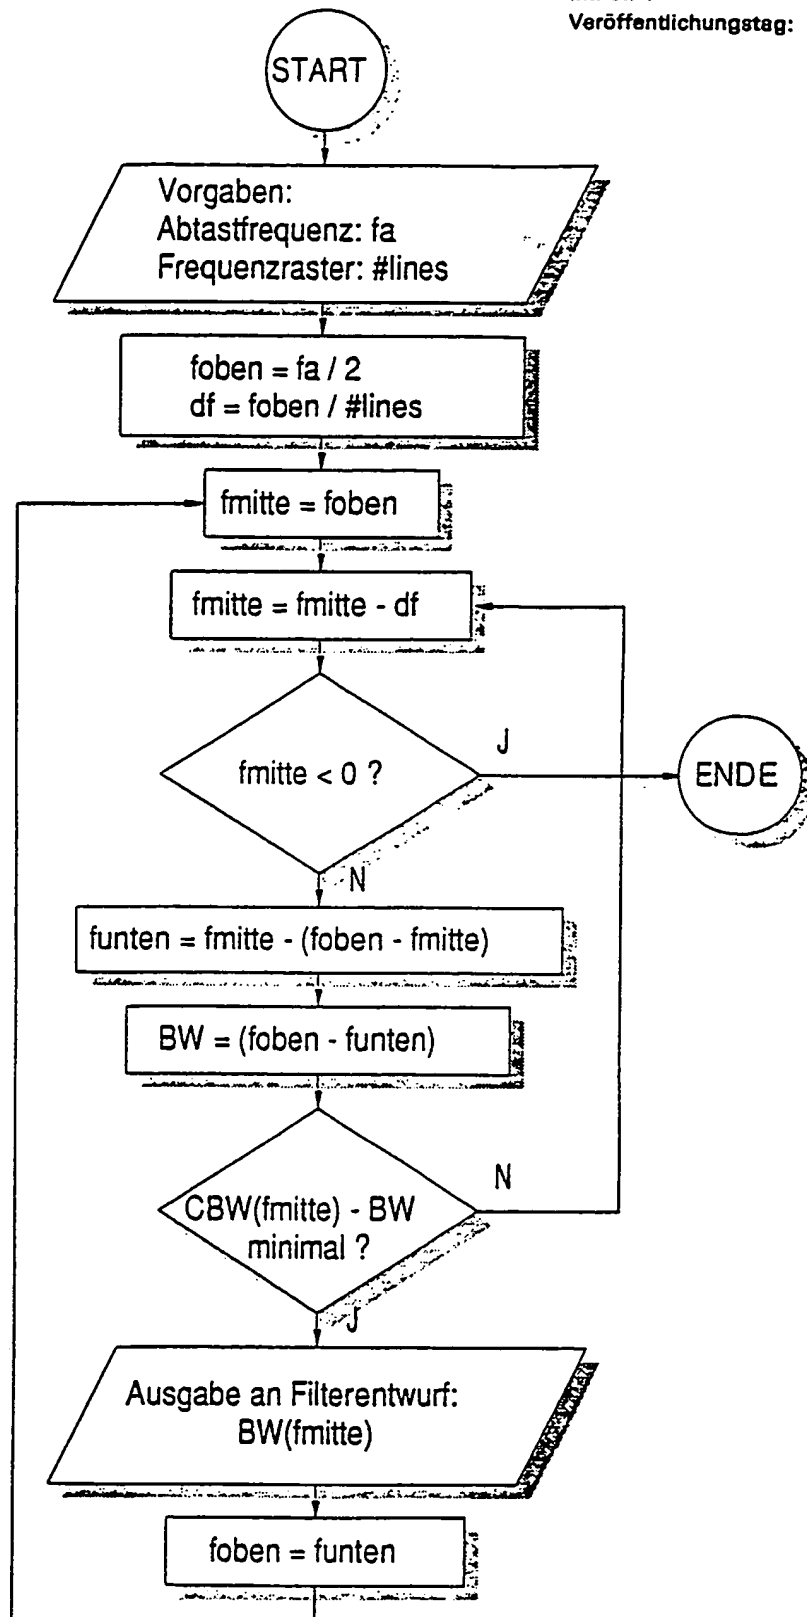 Veröffentlichungstag:
START
Vorgaben:
Abtastfrequenz: fa
Frequenzraster: #lines
foben = fa / 2
df = foben / #lines
fmitte = foben
fmitte = fmitte - df
fmitte < 0 ?
J
ENDE
N
funten = fmitte - (foben - fmitte)
BW = (foben - funten)
CBW(fmitte) - BW
minimal ?
N
J
Ausgabe an Filterentwurf:
BW(fmitte)
foben = funten